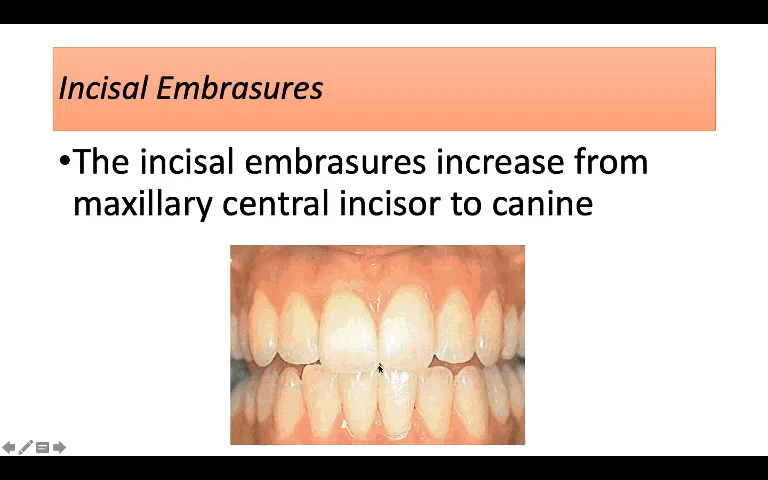 Incisal Embrasures
•The incisal embrasures increase from
maxillary central incisor to canine